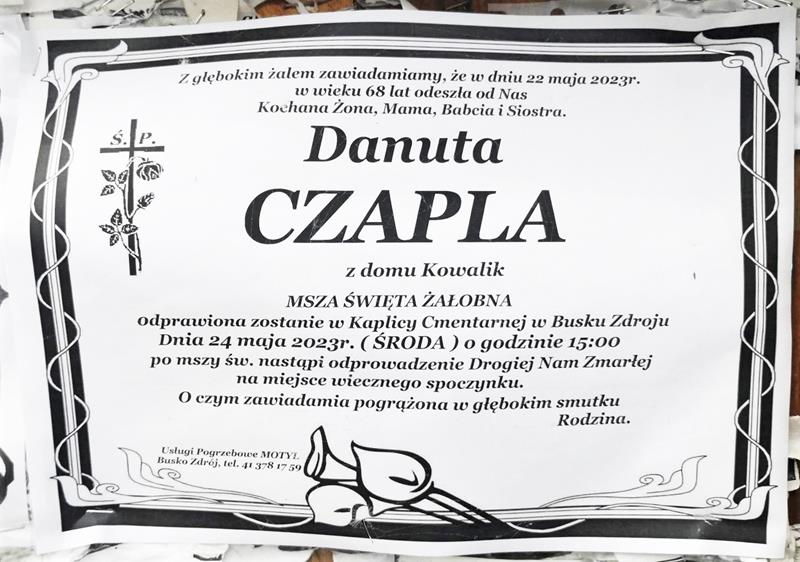 Z głębokim żalem zawiadamiamy, że w dniu 22 maja 2023r.
w wieku 68 lat odeszła od Nas
Kochana Żona, Mama, Babcia i Siostra.
Ś. P.
Danuta
CZAPLA
z domu Kowalik
MSZA ŚWIĘTA ŻAŁOBNA
odprawiona zostanie w Kaplicy Cmentarnej w Busku Zdroju
Dnia 24 maja 2023r. ( ŚRODA ) o godzinie 15:00
po mszy św. nastąpi odprowadzenie Drogiej Nam Zmarłej
na miejsce wiecznego spoczynku.
O czym zawiadamia pogrążona w głębokim smutku
Rodzina.
Usługi Pogrzebowe MOTYL
Busko Zdrój, tel. 41 378 17 59